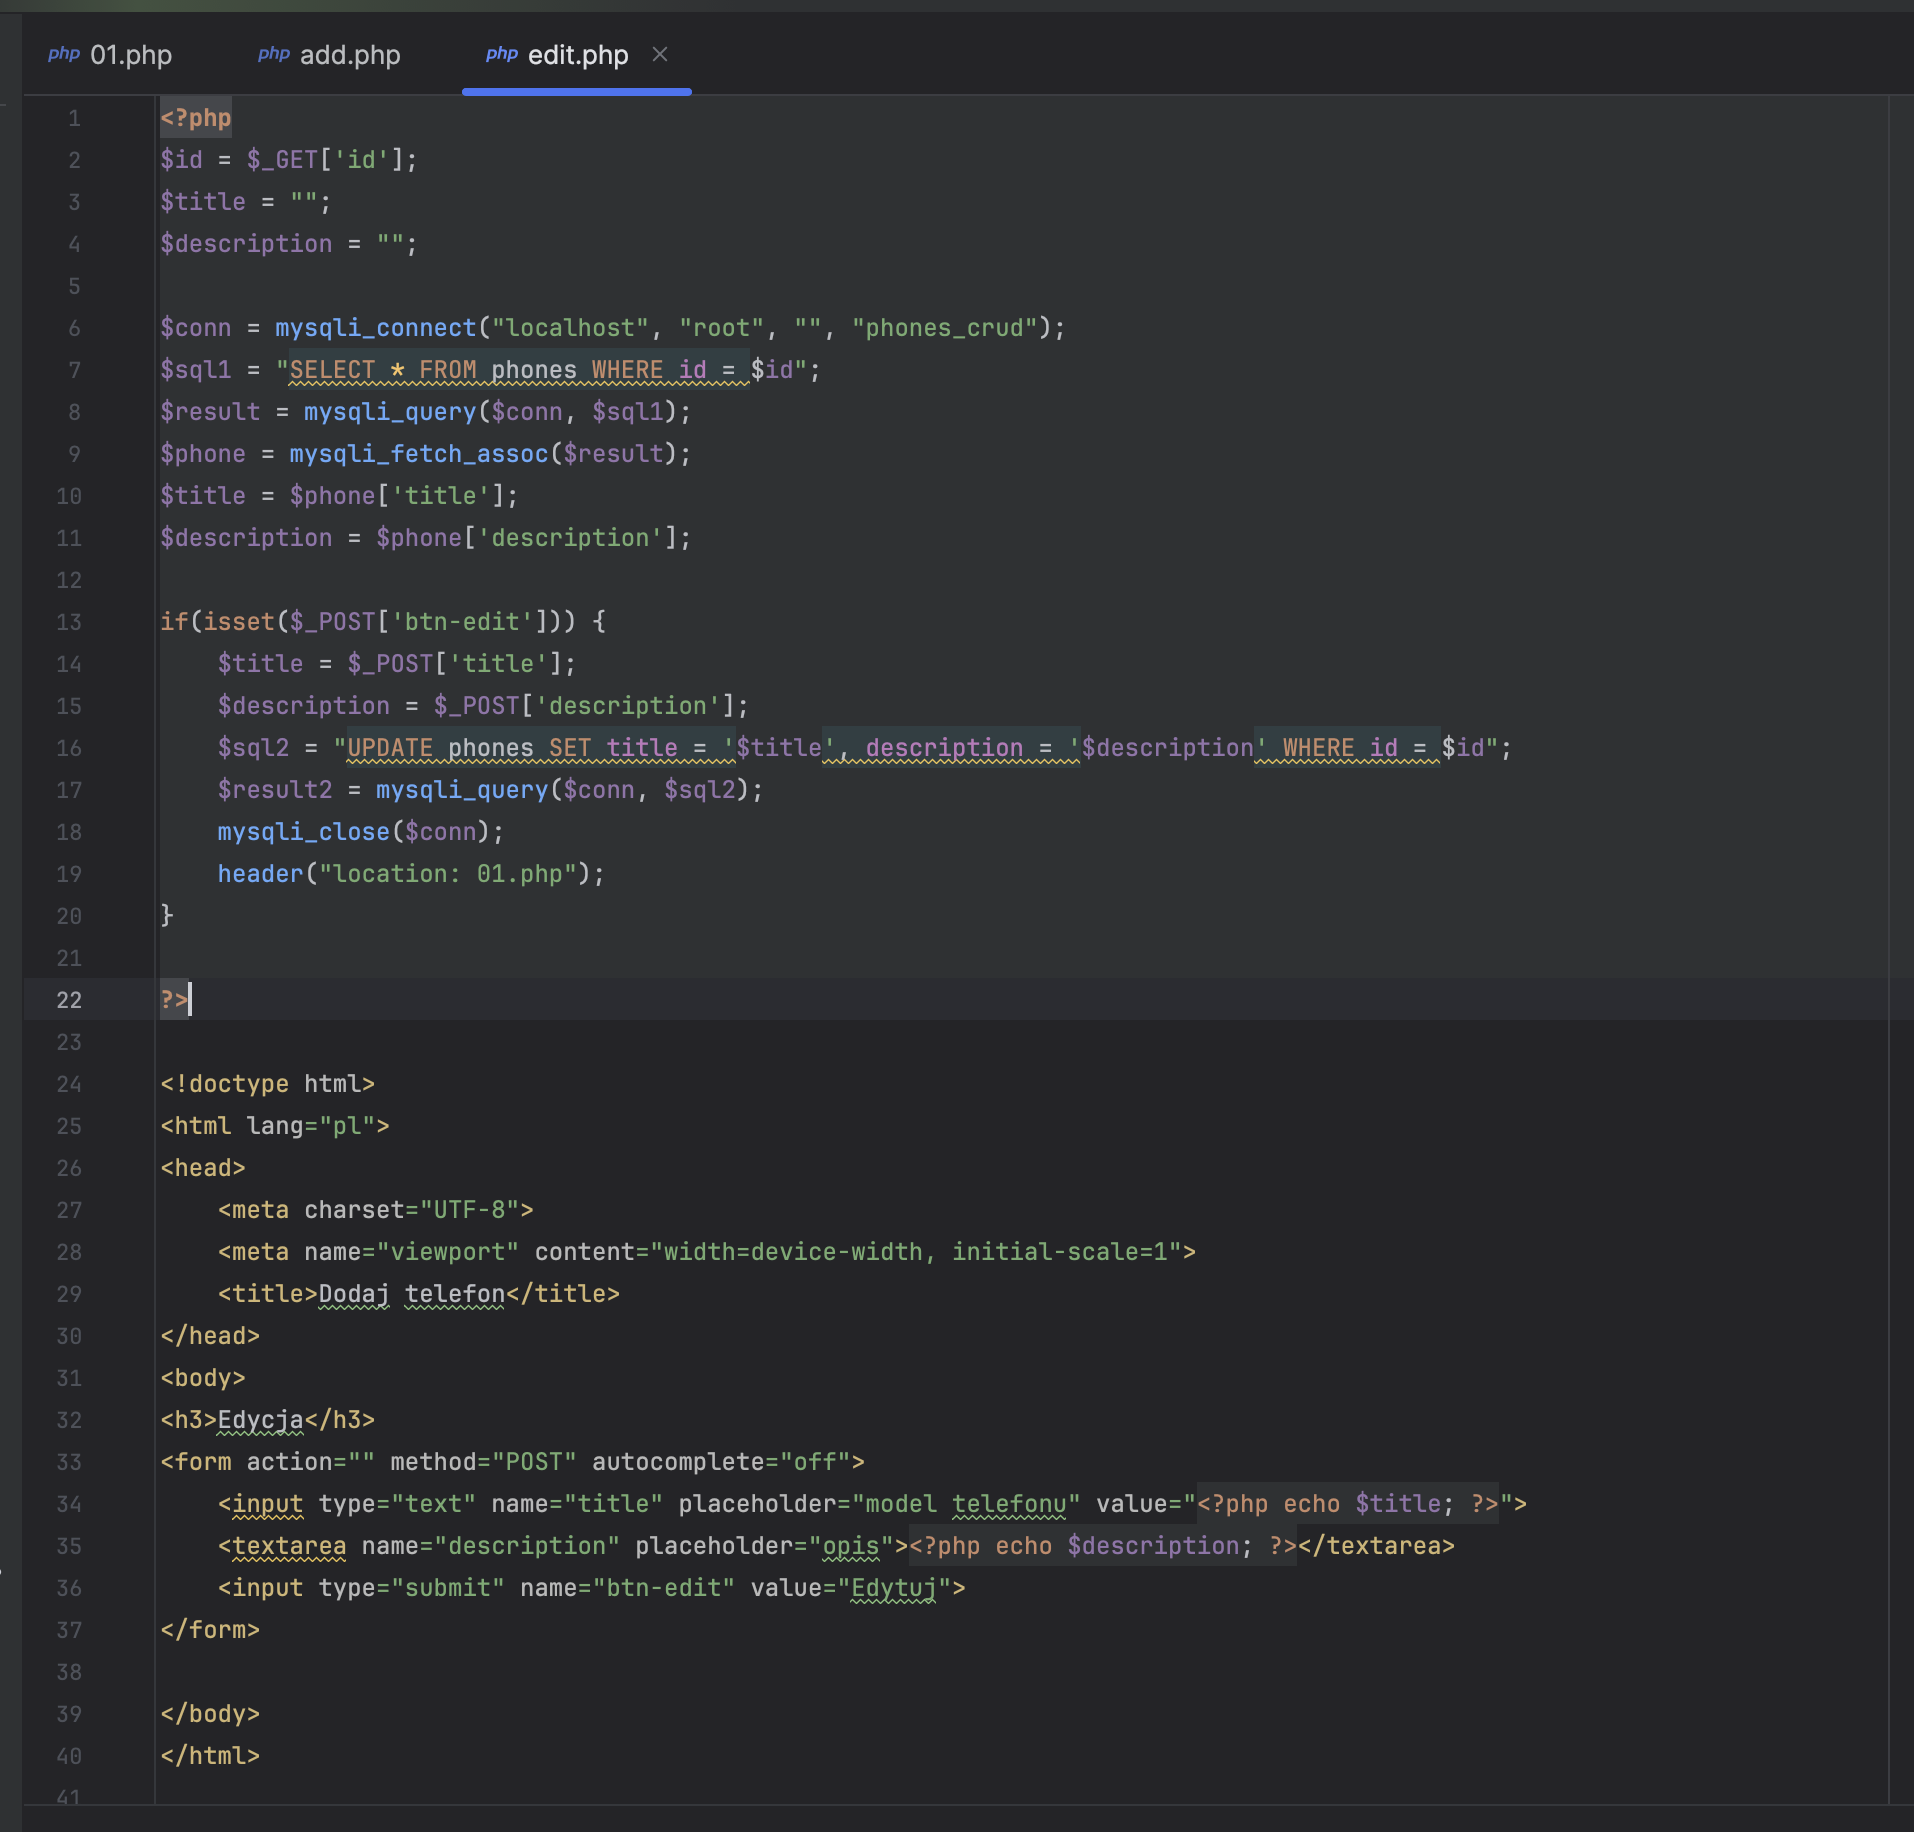 php 01.php php add.php php edit.php ×
1 <?php
2 $id = $_GET['id'];
3 $title = "";
4 $description = "";
5
6 $conn = mysqli_connect("localhost", "root", "", "phones_crud");
7 $sql1 = "SELECT * FROM phones WHERE id = $id";
8 $result = mysqli_query($conn, $sql1);
9 $phone = mysqli_fetch_assoc($result);
10 $title = $phone['title'];
11 $description = $phone['description'];
12
13 if(isset($_POST['btn-edit'])) {
14     $title = $_POST['title'];
15     $description = $_POST['description'];
16     $sql2 = "UPDATE phones SET title = '$title', description = '$description' WHERE id = $id";
17     $result2 = mysqli_query($conn, $sql2);
18     mysqli_close($conn);
19     header("location: 01.php");
20 }
21
22 ?>
23
24 <!doctype html>
25 <html lang="pl">
26 <head>
27     <meta charset="UTF-8">
28     <meta name="viewport" content="width=device-width, initial-scale=1">
29     <title>Dodaj telefon</title>
30 </head>
31 <body>
32 <h3>Edycja</h3>
33 <form action="" method="POST" autocomplete="off">
34     <input type="text" name="title" placeholder="model telefonu" value="<?php echo $title; ?>">
35     <textarea name="description" placeholder="opis"><?php echo $description; ?></textarea>
36     <input type="submit" name="btn-edit" value="Edytuj">
37 </form>
38
39 </body>
40 </html>
41